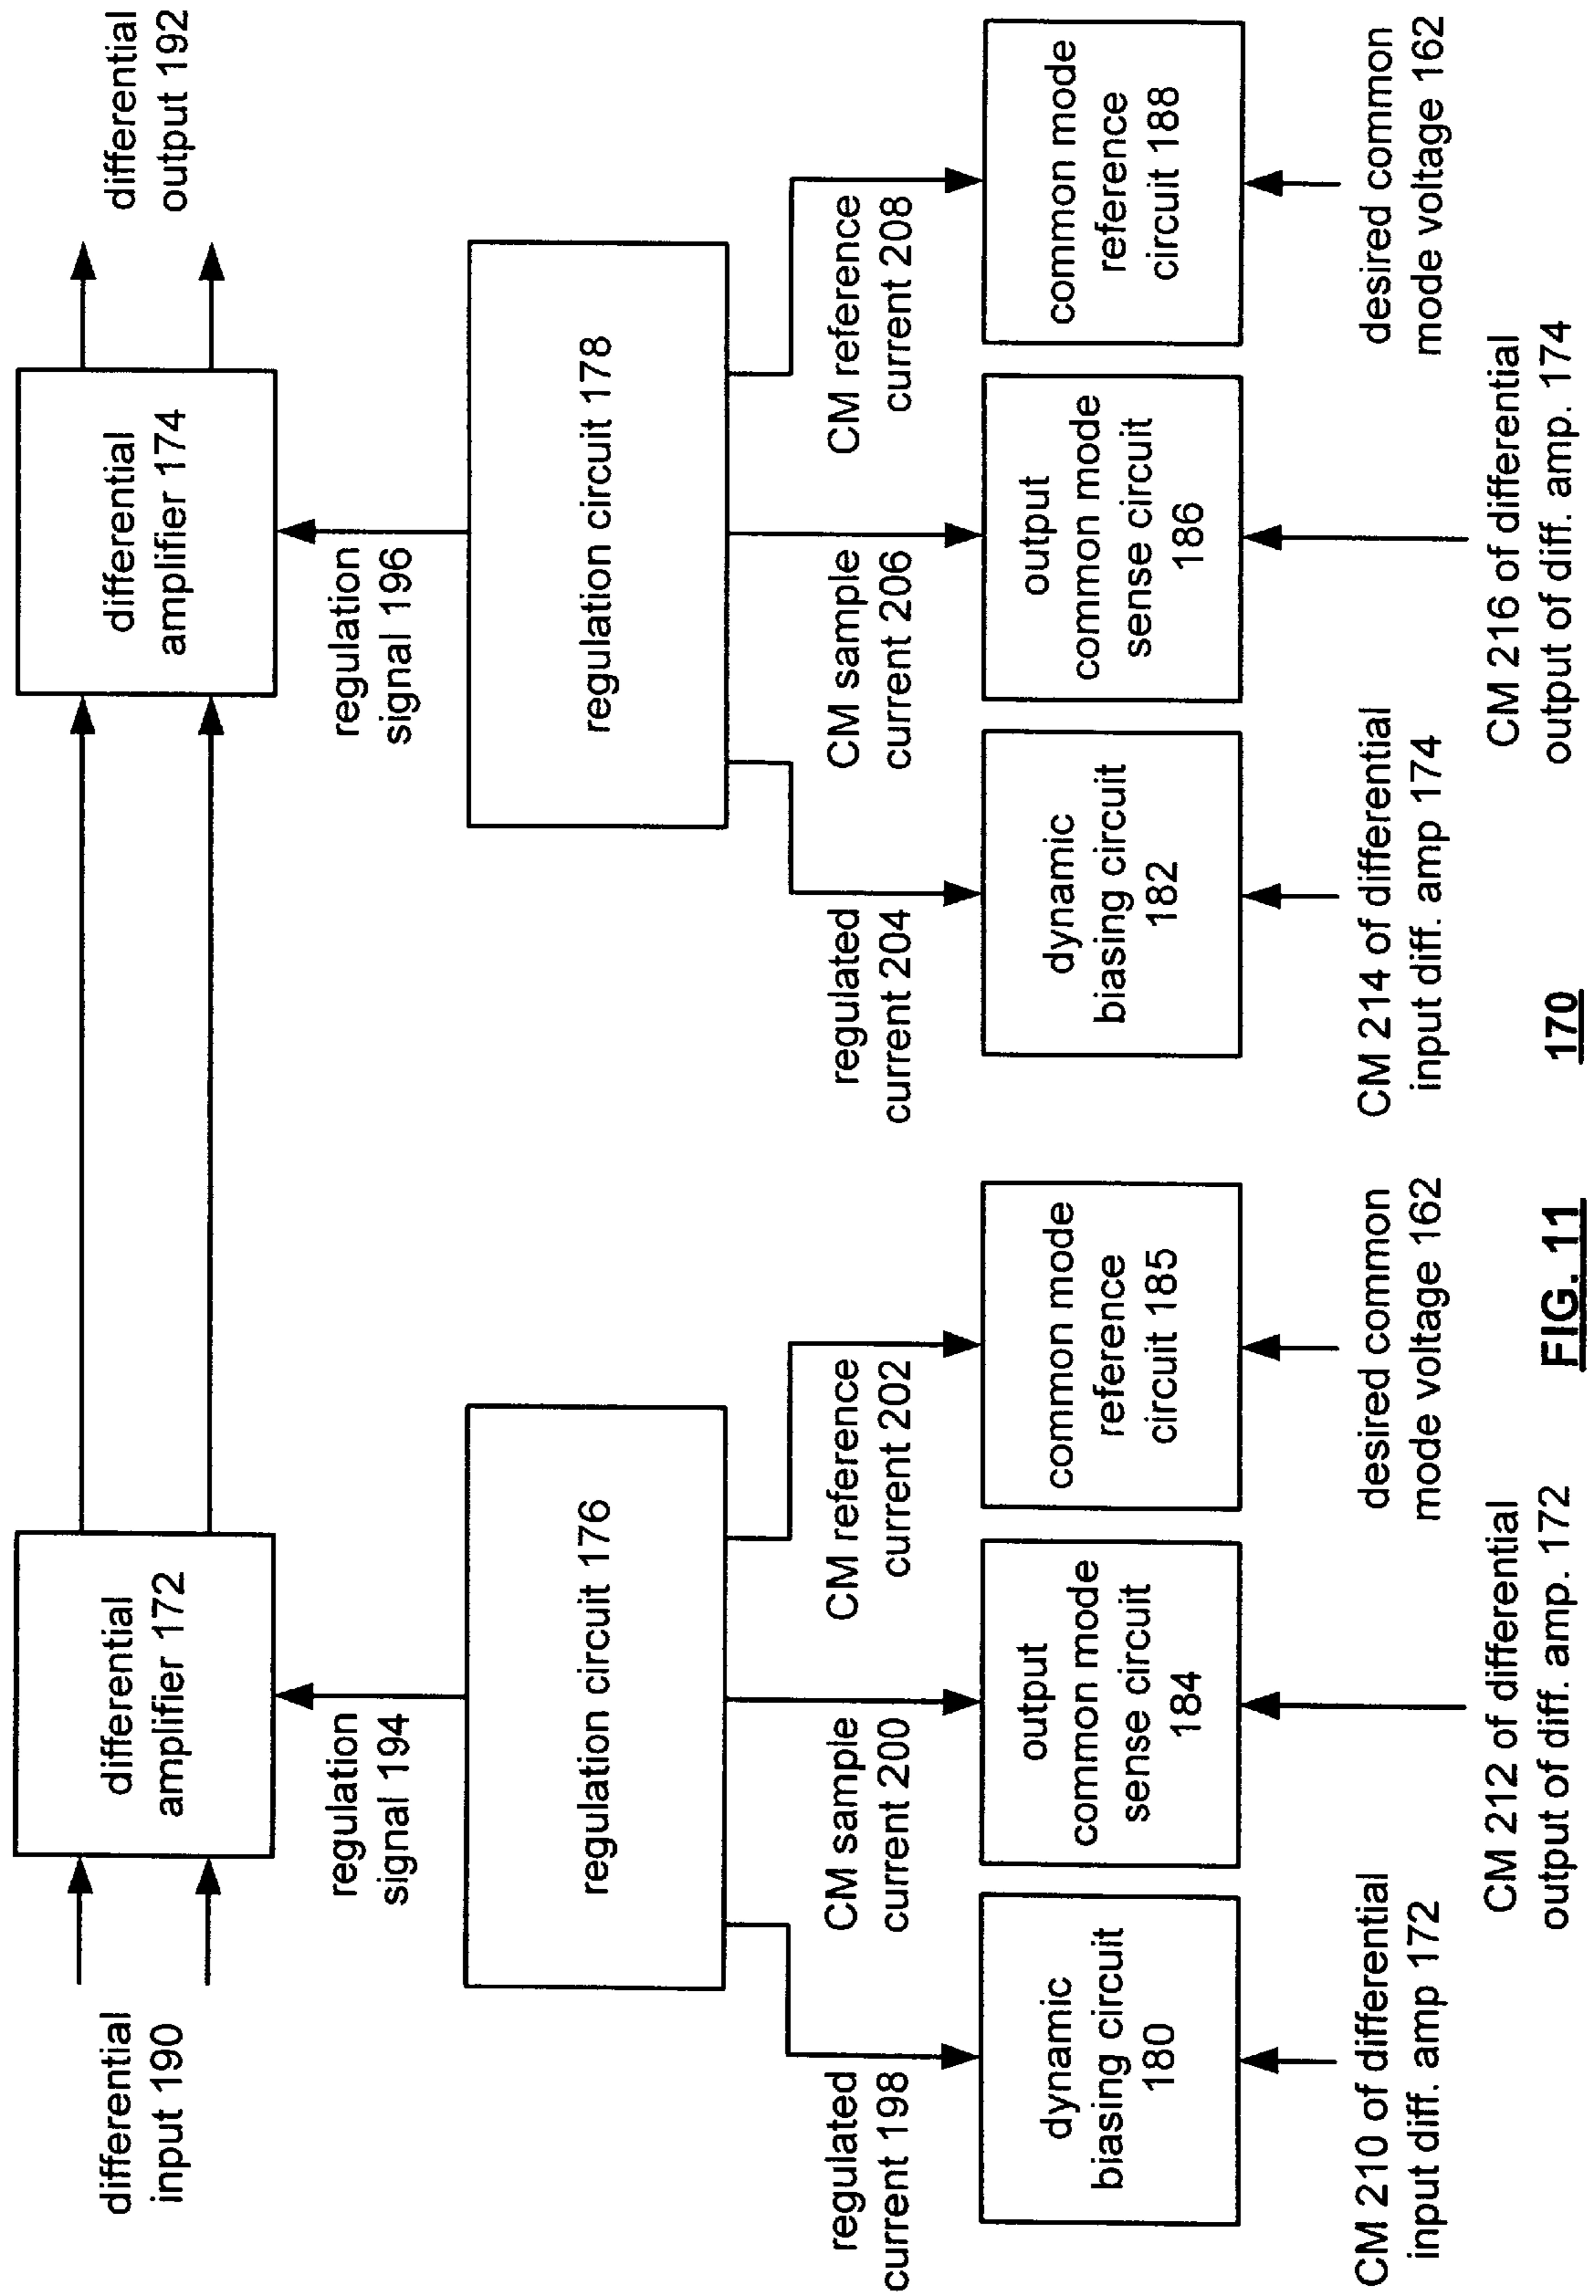 differential
input 190
differential
amplifier 172
differential
amplifier 174
differential
output 192
regulation
signal 194
regulation
signal 196
regulation circuit 176
regulation circuit 178
regulated
current 198
CM sample
current 200
CM reference
current 202
regulated
current 204
CM sample
current 206
CM reference
current 208
dynamic
biasing circuit
180
output
common mode
sense circuit
184
common mode
reference
circuit 185
dynamic
biasing circuit
182
output
common mode
sense circuit
186
common mode
reference
circuit 188
CM 210 of differential
input diff. amp 172
CM 212 of differential
output of diff. amp. 172
desired common
mode voltage 162
CM 214 of differential
input diff. amp 174
CM 216 of differential
output of diff. amp. 174
desired common
mode voltage 162
FIG. 11
170